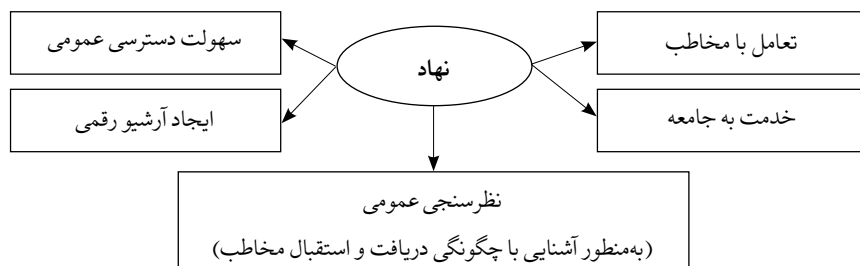 تعامل با مخاطب
سهولت دسترسی عمومی
نهاد
خدمت به جامعه
ایجاد آرشیو رقمی
نظرسنجی عمومی
(به‌منظور آشنایی با چگونگی دریافت و استقبال مخاطب)